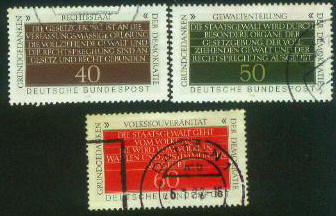 RECHTSSTAAT
GRUNDGEDANKEN
DER DEMOKRATIE
DIE GESETZGEBUNG IST AN DIE
VERFASSUNGSMÄSSIGE ORDNUNG
DIE VOLLZIEHENDE GEWALT UND
DIE RECHTSPRECHUNG SIND AN
GESETZ UND RECHT GEBUNDEN
40
DEUTSCHE BUNDESPOST
GEWALTENTEILUNG
GRUNDGEDANKEN
DER DEMOKRATIE
DIE STAATSGEWALT WIRD DURCH
BESONDERE ORGANE DER
GESETZGEBUNG DER VOLL
ZIEHENDEN GEWALT UND DER
RECHTSPRECHUNG AUSGEÜBT
50
DEUTSCHE BUNDESPOST
VOLKSSOUVERÄNITÄT
GRUNDGEDANKEN
DER DEMOKRATIE
DIE STAATSGEWALT GEHT
VOM VOLKE
WAHLEN UND
60
DEUTSCHE BUNDESPOST